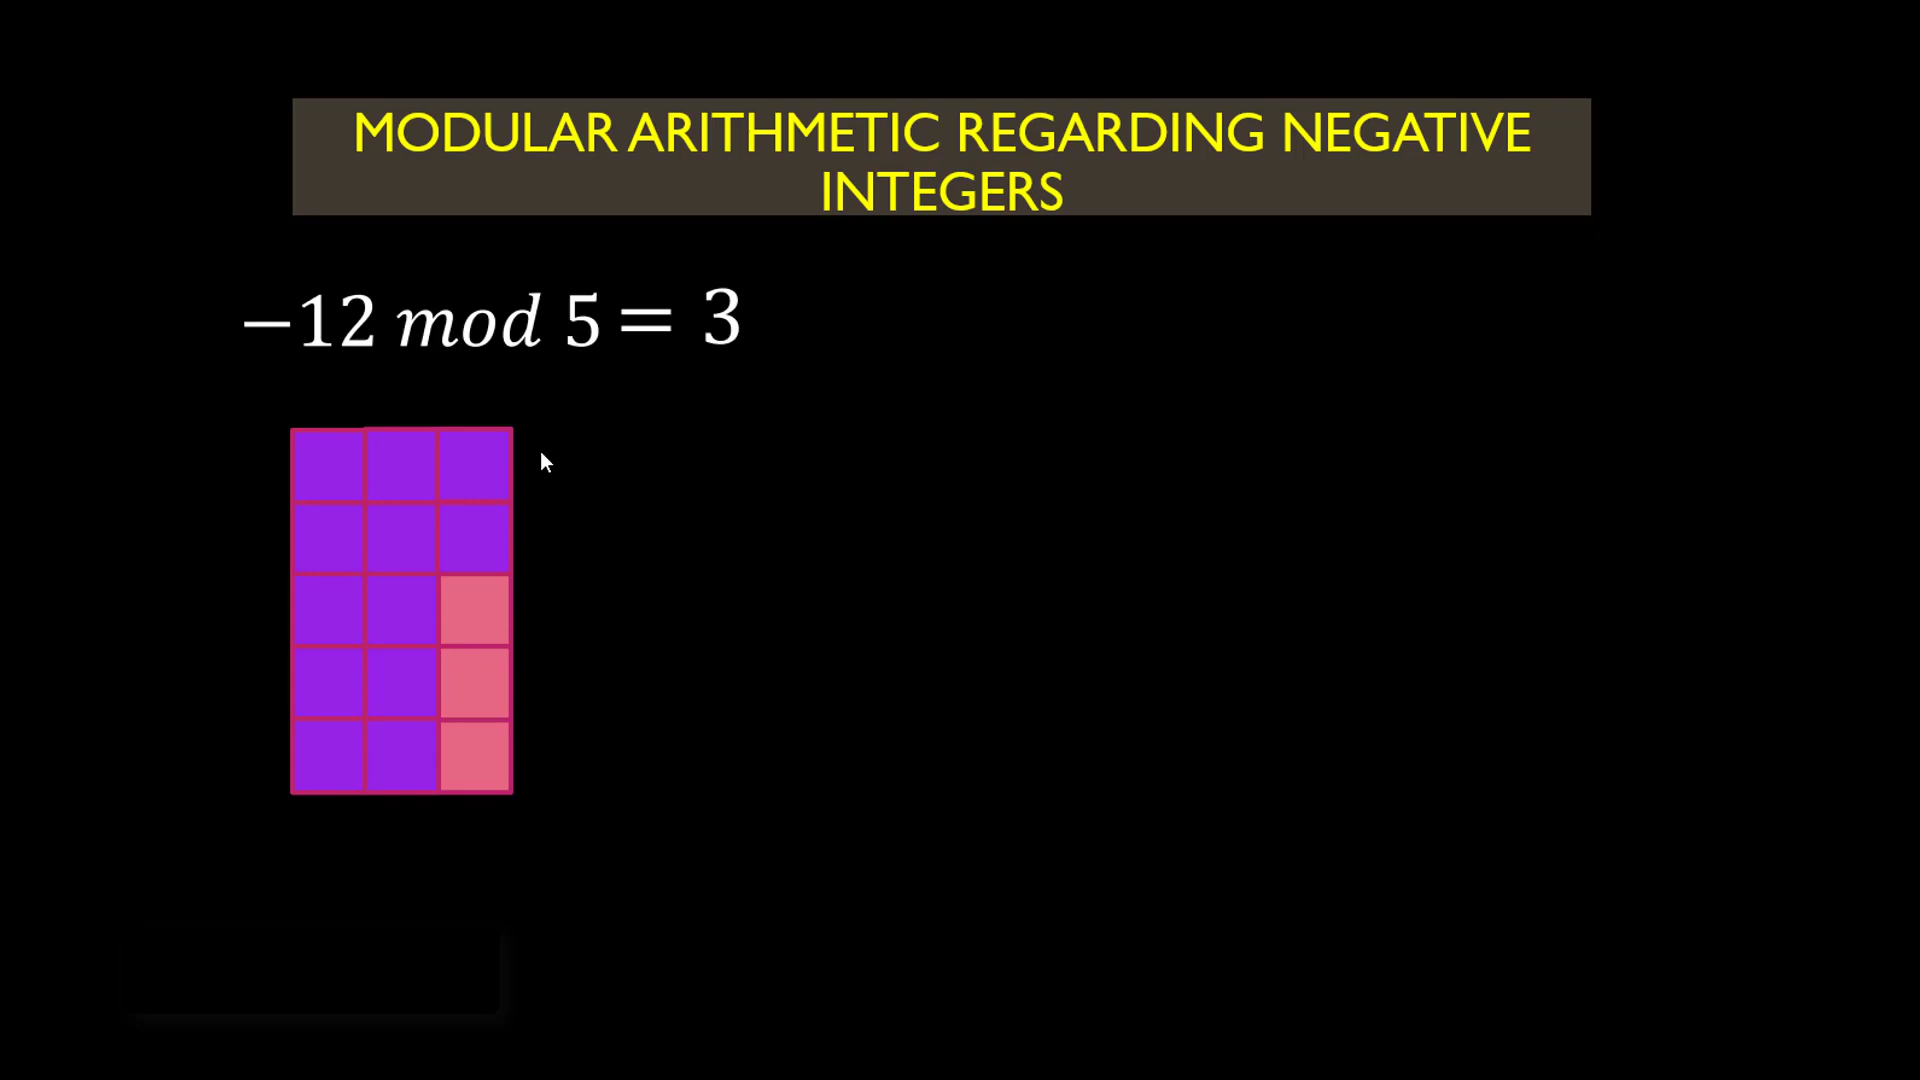 MODULAR ARITHMETIC REGARDING NEGATIVE
INTEGERS
−12 mod 5 = 3